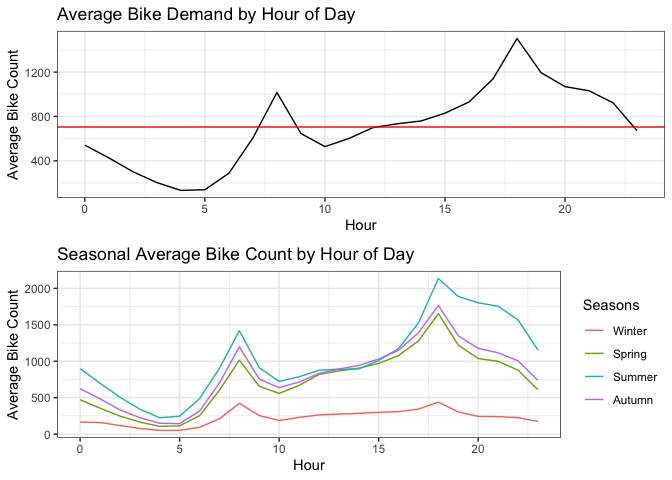 Average Bike Demand by Hour of Day
Average Bike Count
1200
800
400
0 5 10 15 20
Hour
Seasonal Average Bike Count by Hour of Day
Average Bike Count
2000
1500
1000
500
0
0 5 10 15 20
Hour
Seasons
Winter
Spring
Summer
Autumn